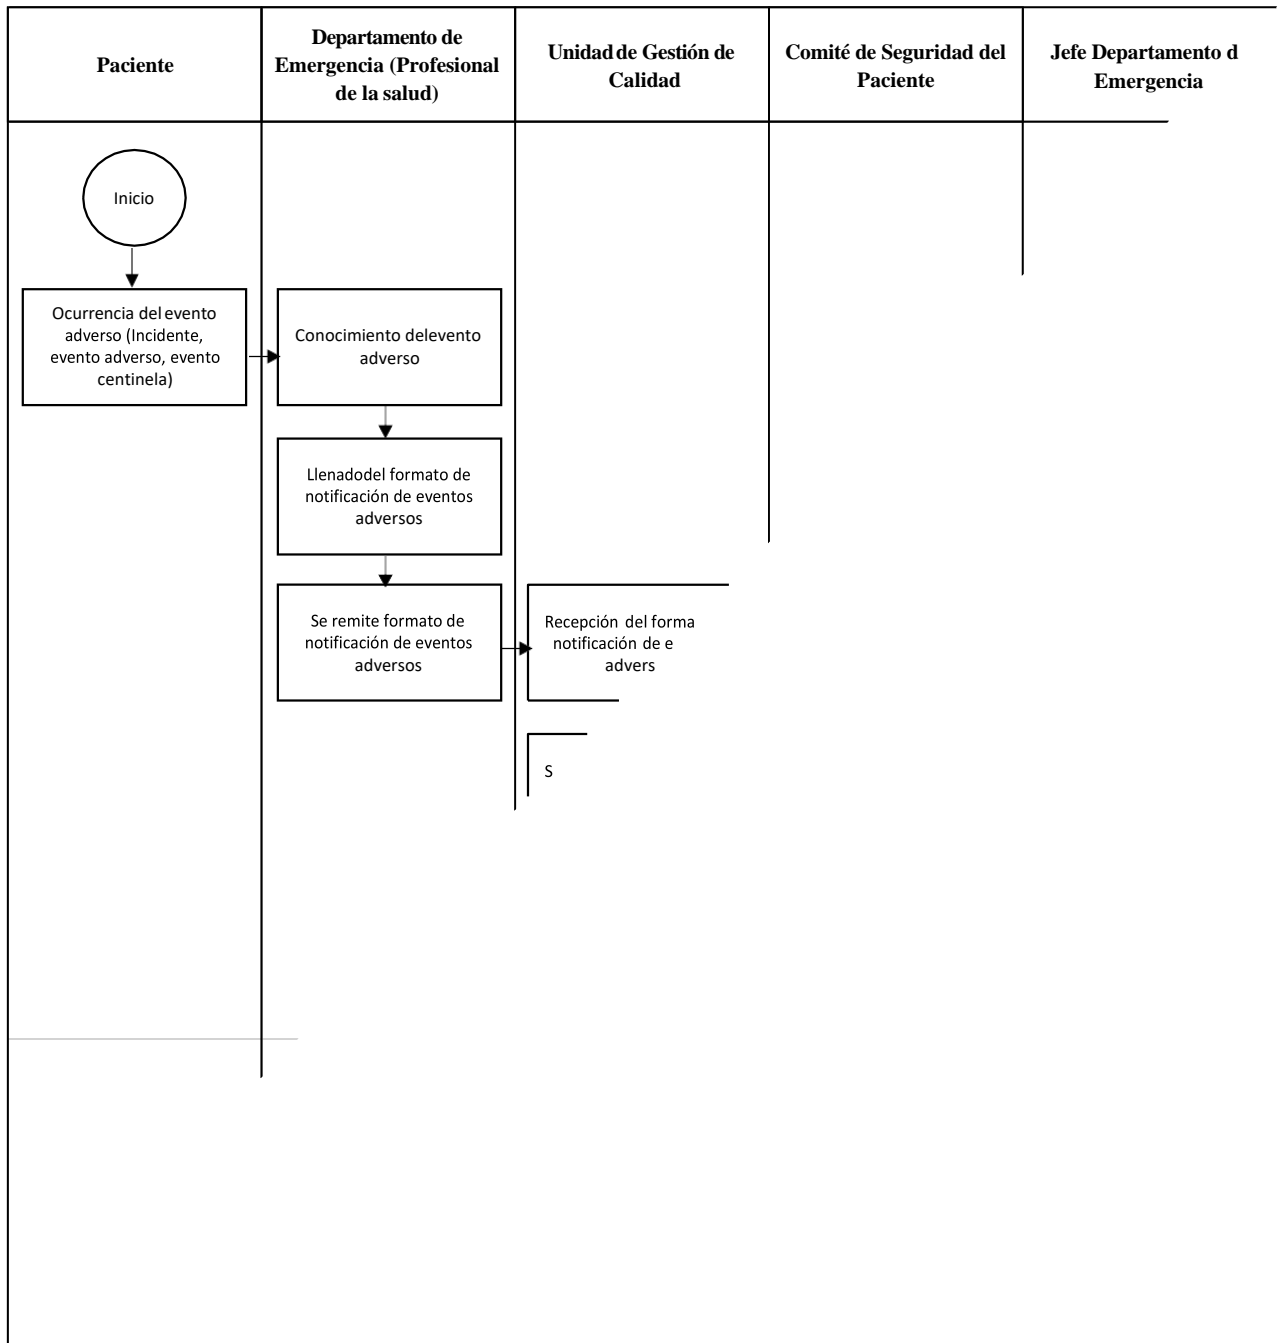 Paciente
Departamento de
Emergencia (Profesional
de la salud)
Unidad de Gestión de
Calidad
Comité de Seguridad del
Paciente
Jefe Departamento d
Emergencia
Inicio
Ocurrencia del evento
adverso (Incidente,
evento adverso, evento
centinela)
Conocimiento delevento
adverso
Llenadodel formato de
notificación de eventos
adversos
Se remite formato de
notificación de eventos
adversos
Recepción del forma
notificación de e
advers
S